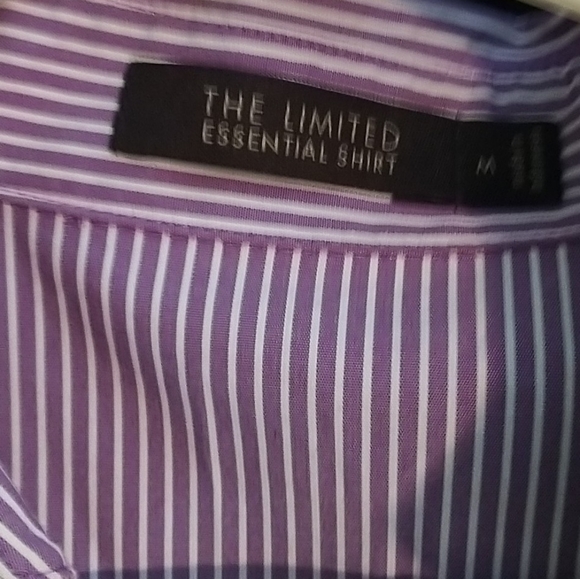 THE LIMITED
ESSENTIAL SHIRT
M